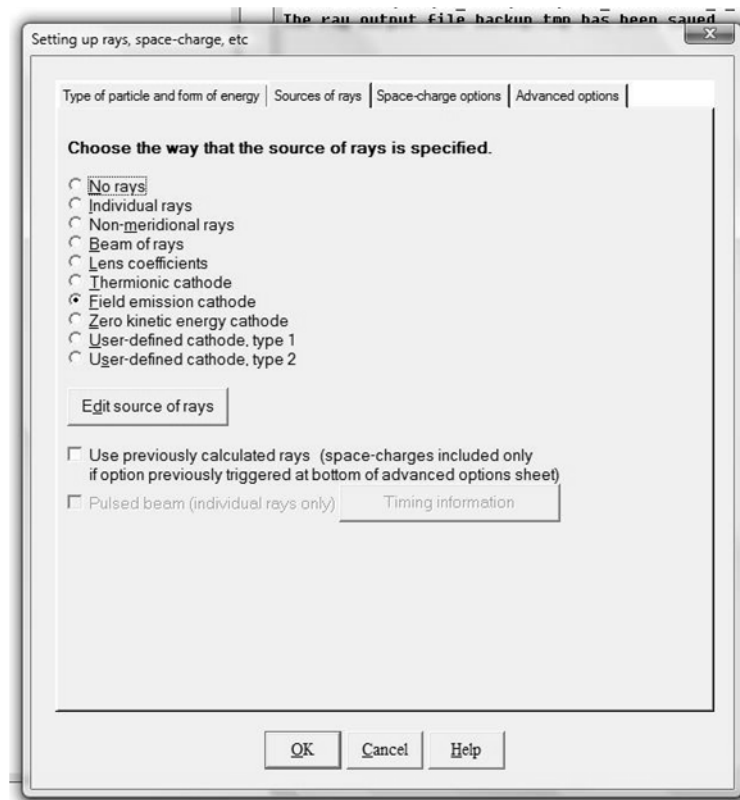 The ray output file backup.tmp has been saved
Setting up rays, space-charge, etc
X
Type of particle and form of energy Sources of rays Space-charge options Advanced options
Choose the way that the source of rays is specified.
No rays
Individual rays
Non-meridional rays
Beam of rays
Lens coefficients
Thermionic cathode
Field emission cathode
Zero kinetic energy cathode
User-defined cathode, type 1
User-defined cathode, type 2
Edit source of rays
Use previously calculated rays (space-charges included only
if option previously triggered at bottom of advanced options sheet)
Pulsed beam (individual rays only) Timing information
OK Cancel Help